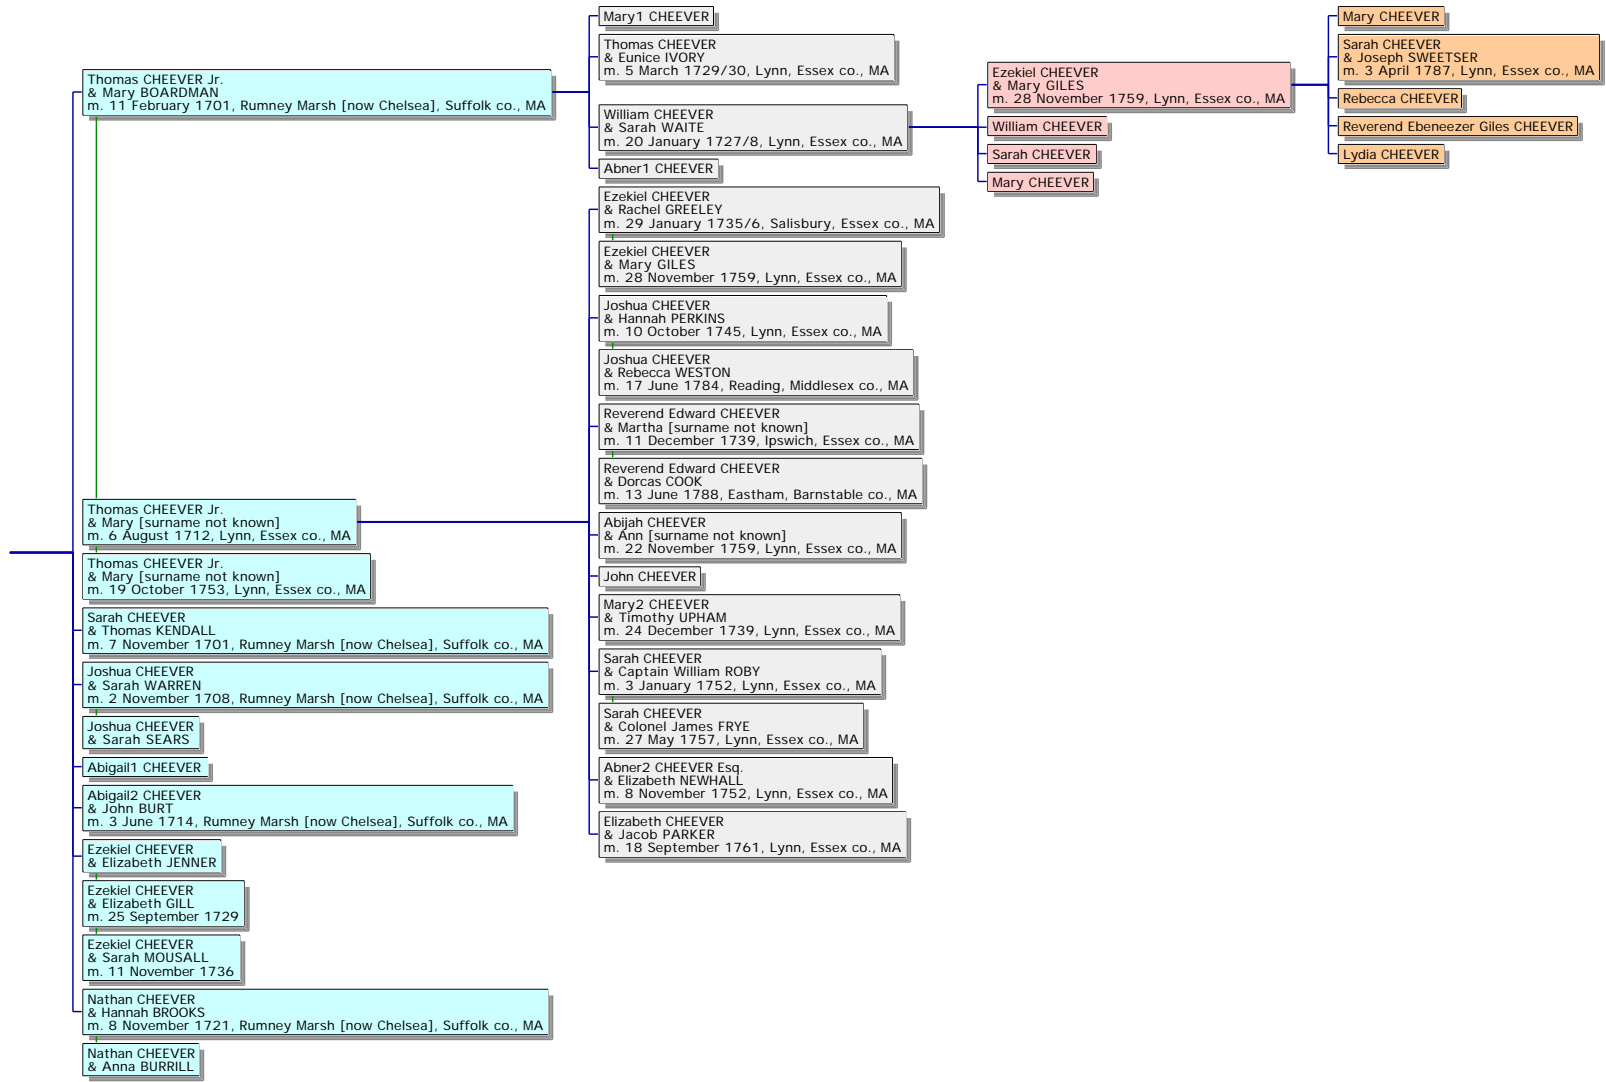 Thomas CHEEVER Jr.
& Mary BOARDMAN
m. 11 February 1701, Rumney Marsh [now Chelsea], Suffolk co., MA
Thomas CHEEVER Jr.
& Mary [surname not known]
m. 6 August 1712, Lynn, Essex co., MA
Thomas CHEEVER Jr.
& Mary [surname not known]
m. 19 October 1753, Lynn, Essex co., MA
Sarah CHEEVER
& Thomas KENDALL
m. 7 November 1701, Rumney Marsh [now Chelsea], Suffolk co., MA
Joshua CHEEVER
& Sarah WARREN
m. 2 November 1708, Rumney Marsh [now Chelsea], Suffolk co., MA
Joshua CHEEVER
& Sarah SEARS
Abigail1 CHEEVER
Abigail2 CHEEVER
& John BURT
m. 3 June 1714, Rumney Marsh [now Chelsea], Suffolk co., MA
Ezekiel CHEEVER
& Elizabeth JENNER
Ezekiel CHEEVER
& Elizabeth GILL
m. 25 September 1729
Ezekiel CHEEVER
& Sarah MOUSALL
m. 11 November 1736
Nathan CHEEVER
& Hannah BROOKS
m. 8 November 1721, Rumney Marsh [now Chelsea], Suffolk co., MA
Nathan CHEEVER
& Anna BURRILL
Mary1 CHEEVER
Thomas CHEEVER
& Eunice IVORY
m. 5 March 1729/30, Lynn, Essex co., MA
William CHEEVER
& Sarah WAITE
m. 20 January 1727/8, Lynn, Essex co., MA
Abner1 CHEEVER
Ezekiel CHEEVER
& Rachel GREELEY
m. 29 January 1735/6, Salisbury, Essex co., MA
Ezekiel CHEEVER
& Mary GILES
m. 28 November 1759, Lynn, Essex co., MA
Joshua CHEEVER
& Hannah PERKINS
m. 10 October 1745, Lynn, Essex co., MA
Joshua CHEEVER
& Rebecca WESTON
m. 17 June 1784, Reading, Middlesex co., MA
Reverend Edward CHEEVER
& Martha [surname not known]
m. 11 December 1739, Ipswich, Essex co., MA
Reverend Edward CHEEVER
& Dorcas COOK
m. 13 June 1788, Eastham, Barnstable co., MA
Abijah CHEEVER
& Ann [surname not known]
m. 22 November 1759, Lynn, Essex co., MA
John CHEEVER
Mary2 CHEEVER
& Timothy UPHAM
m. 24 December 1739, Lynn, Essex co., MA
Sarah CHEEVER
& Captain William ROBY
m. 3 January 1752, Lynn, Essex co., MA
Sarah CHEEVER
& Colonel James FRYE
m. 27 May 1757, Lynn, Essex co., MA
Abner2 CHEEVER Esq.
& Elizabeth NEWHALL
m. 8 November 1752, Lynn, Essex co., MA
Elizabeth CHEEVER
& Jacob PARKER
m. 18 September 1761, Lynn, Essex co., MA
Ezekiel CHEEVER
& Mary GILES
m. 28 November 1759, Lynn, Essex co., MA
William CHEEVER
Sarah CHEEVER
Mary CHEEVER
Mary CHEEVER
Sarah CHEEVER
& Joseph SWEETSER
m. 3 April 1787, Lynn, Essex co., MA
Rebecca CHEEVER
Reverend Ebeneezer Giles CHEEVER
Lydia CHEEVER